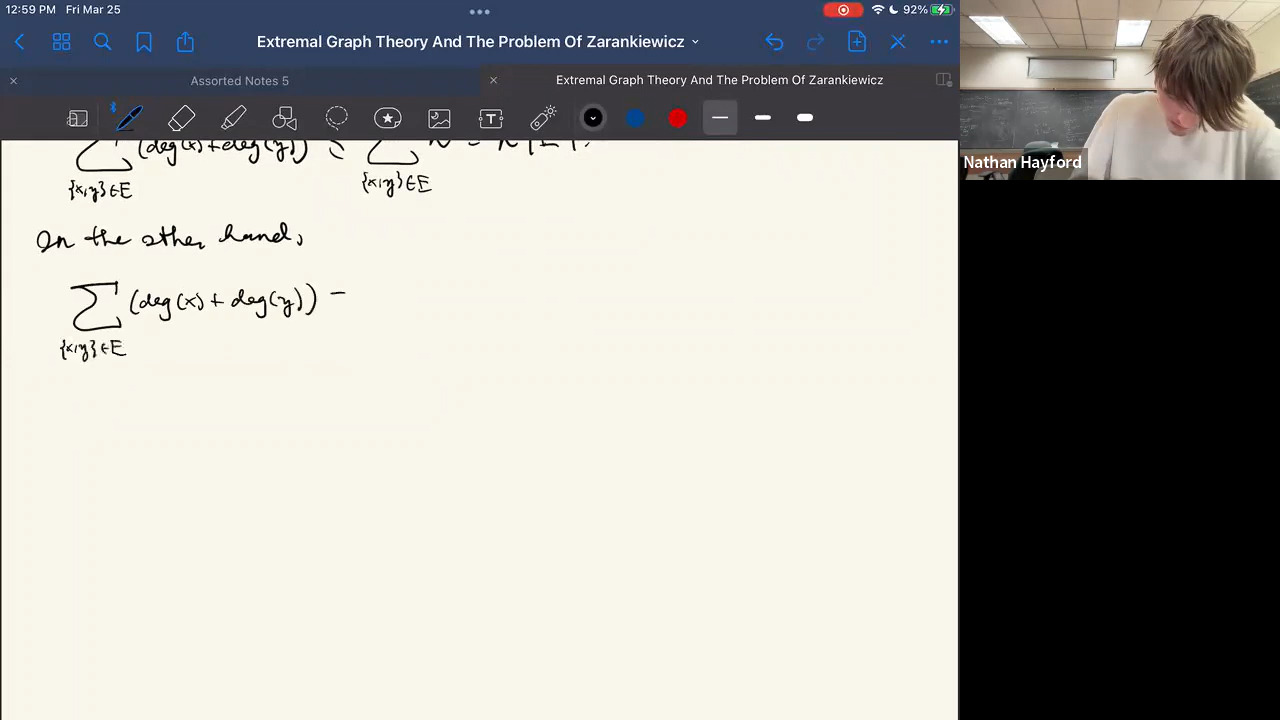 12:59 PM Fri Mar 25
92%
Extremal Graph Theory And The Problem Of Zarankiewicz
Assorted Notes 5
Extremal Graph Theory And The Problem Of Zarankiewicz
Nathan Hayford
∑ (deg(x)+deg(y)) ≤ ∑ n = n|E|.
{x,y}∈E {x,y}∈E
On the other hand,
∑ (deg(x)+deg(y)) =
{x,y}∈E